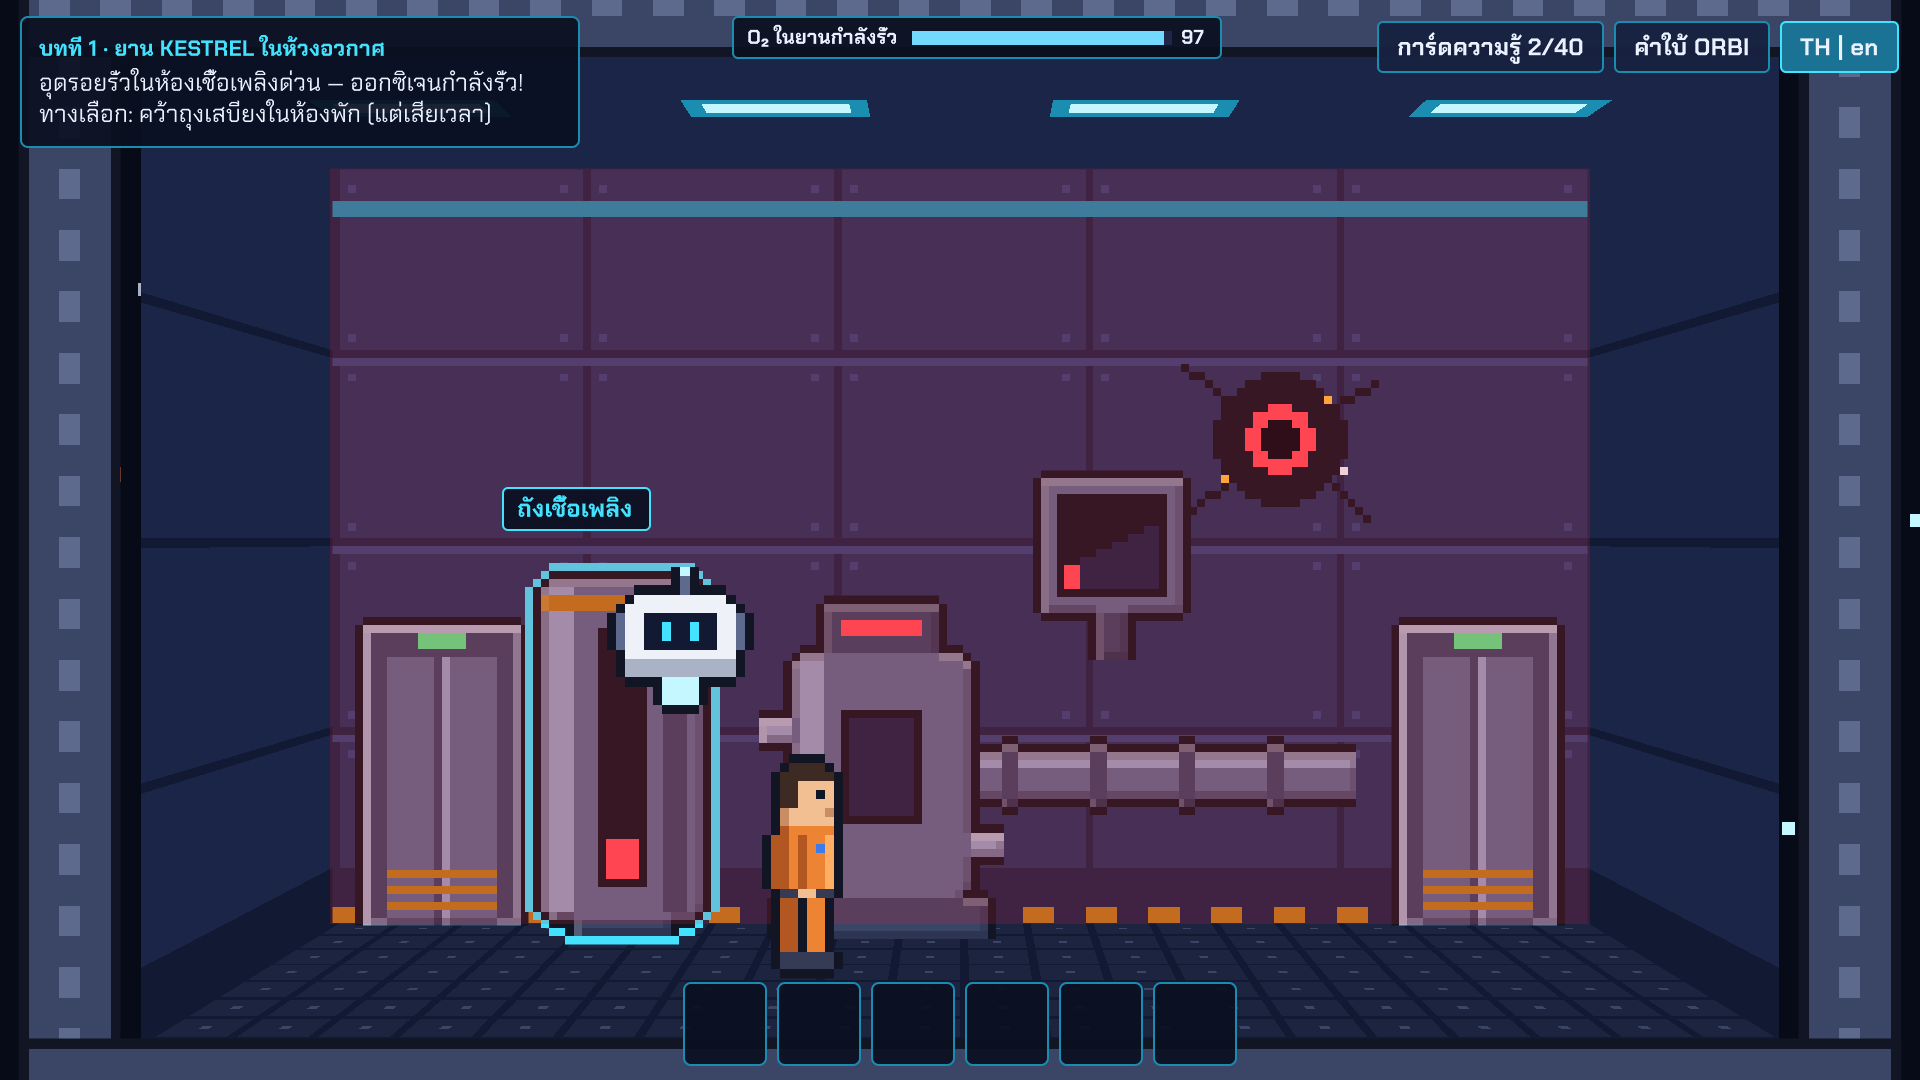 บทที่ 1 · ยาน KESTREL ในห้วงอวกาศ
อุดรอยรั่วในห้องเชื้อเพลิงด่วน — ออกซิเจนกำลังรั่ว!
ทางเลือก: คว้าถุงเสบียงในห้องพัก (แต่เสียเวลา)
O₂ ในยานกำลังรั่ว 97
การ์ดความรู้ 2/40
คำใบ้ ORBI
TH | en
ถังเชื้อเพลิง